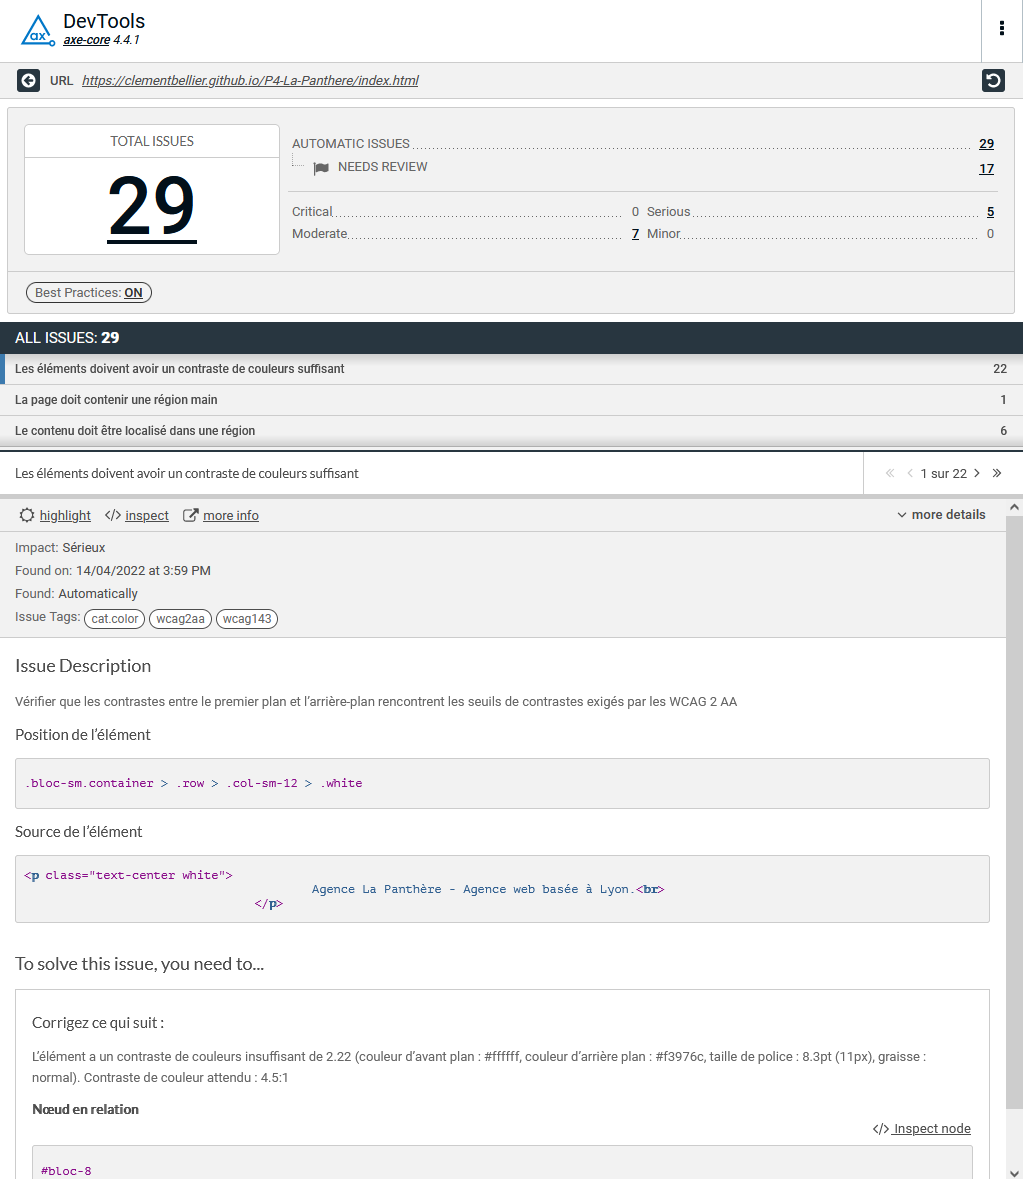 DevTools
ax
axe-core 4.4.1
URL https://clementbellier.github.io/P4-La-Panthere/index.html
TOTAL ISSUES
29
AUTOMATIC ISSUES 29
NEEDS REVIEW 17
Critical 0 Serious 5
Moderate 7 Minor 0
Best Practices: ON
ALL ISSUES: 29
Les éléments doivent avoir un contraste de couleurs suffisant 22
La page doit contenir une région main 1
Le contenu doit être localisé dans une région 6
Les éléments doivent avoir un contraste de couleurs suffisant « < 1 sur 22 > »
highlight </> inspect more info more details
Impact: Sérieux
Found on: 14/04/2022 at 3:59 PM
Found: Automatically
Issue Tags: cat.color wcag2aa wcag143
Issue Description
Vérifier que les contrastes entre le premier plan et l'arrière-plan rencontrent les seuils de contrastes exigés par les WCAG 2 AA
Position de l'élément
.bloc-sm.container > .row > .col-sm-12 > .white
Source de l'élément
<p class="text-center white">
Agence La Panthère - Agence web basée à Lyon.<br>
</p>
To solve this issue, you need to...
Corrigez ce qui suit :
L'élément a un contraste de couleurs insuffisant de 2.22 (couleur d'avant plan : #ffffff, couleur d'arrière plan : #f3976c, taille de police : 8.3pt (11px), graisse :
normal). Contraste de couleur attendu : 4.5:1
Nœud en relation
</> Inspect node
#bloc-8